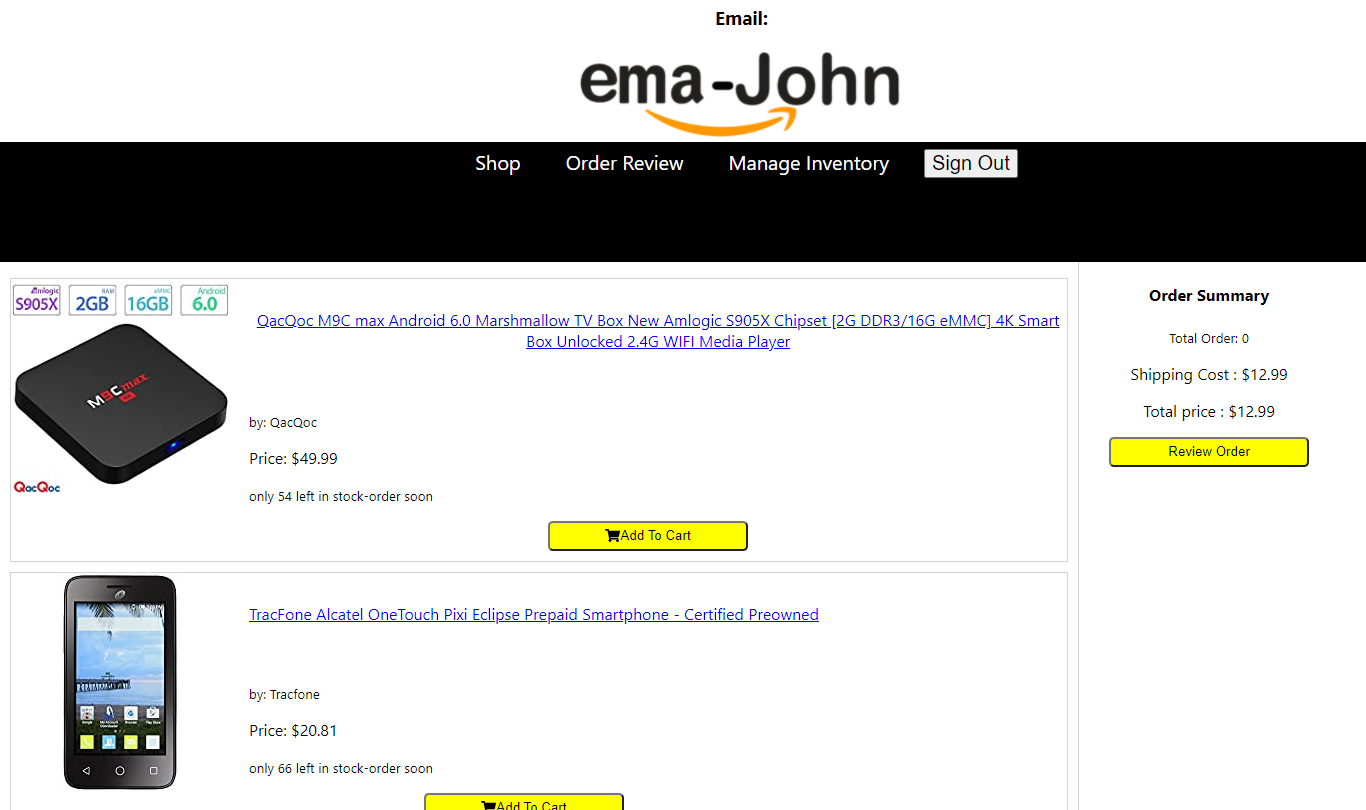 Email:
ema-John
Shop Order Review Manage Inventory Sign Out
Amlogic S905X RAM 2GB eMMC 16GB Android 6.0
M9C max
4K
QacQoc
QacQoc M9C max Android 6.0 Marshmallow TV Box New Amlogic S905X Chipset [2G DDR3/16G eMMC] 4K Smart
Box Unlocked 2.4G WIFI Media Player
by: QacQoc
Price: $49.99
only 54 left in stock-order soon
Add To Cart
TracFone Alcatel OneTouch Pixi Eclipse Prepaid Smartphone - Certified Preowned
by: Tracfone
Price: $20.81
only 66 left in stock-order soon
Add To Cart
Order Summary
Total Order: 0
Shipping Cost : $12.99
Total price : $12.99
Review Order